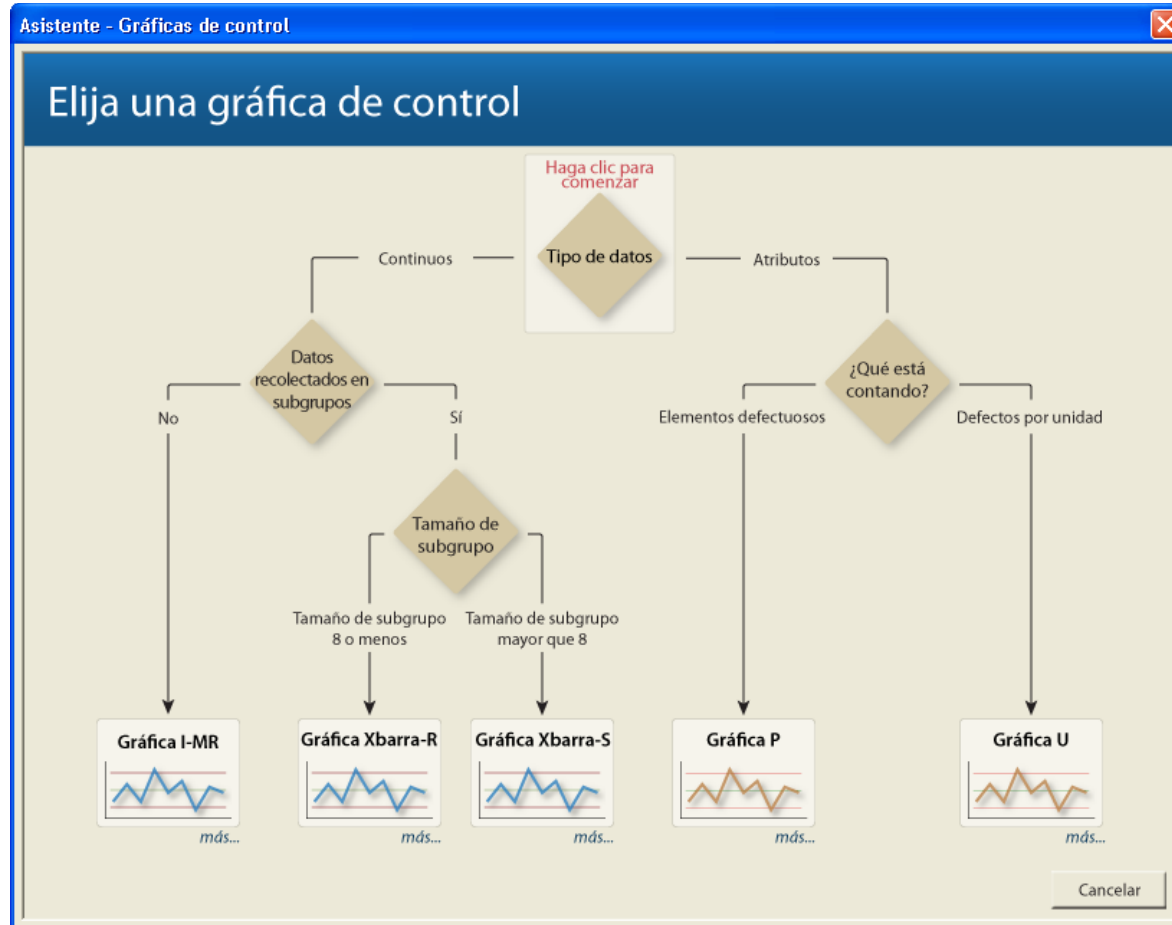 Asistente - Gráficas de control
Elija una gráfica de control
Haga clic para
comenzar
Tipo de datos
Continuos
Atributos
Datos
recolectados en
subgrupos
¿Qué está
contando?
No
Sí
Elementos defectuosos
Defectos por unidad
Tamaño de
subgrupo
Tamaño de subgrupo
8 o menos
Tamaño de subgrupo
mayor que 8
Gráfica I-MR
Gráfica Xbarra-R
Gráfica Xbarra-S
Gráfica P
Gráfica U
más...
más...
más...
más...
más...
Cancelar